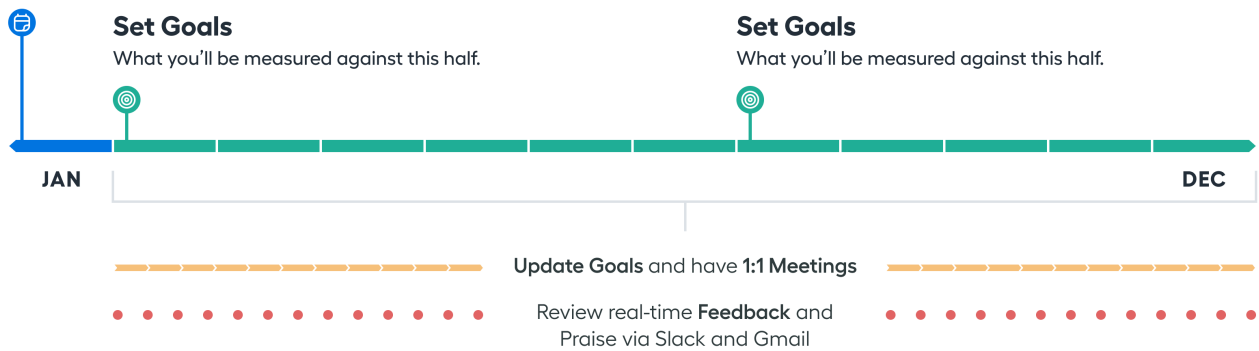 Set Goals
What you’ll be measured against this half.
Set Goals
What you’ll be measured against this half.
JAN
DEC
Update Goals and have 1:1 Meetings
Review real-time Feedback and
Praise via Slack and Gmail